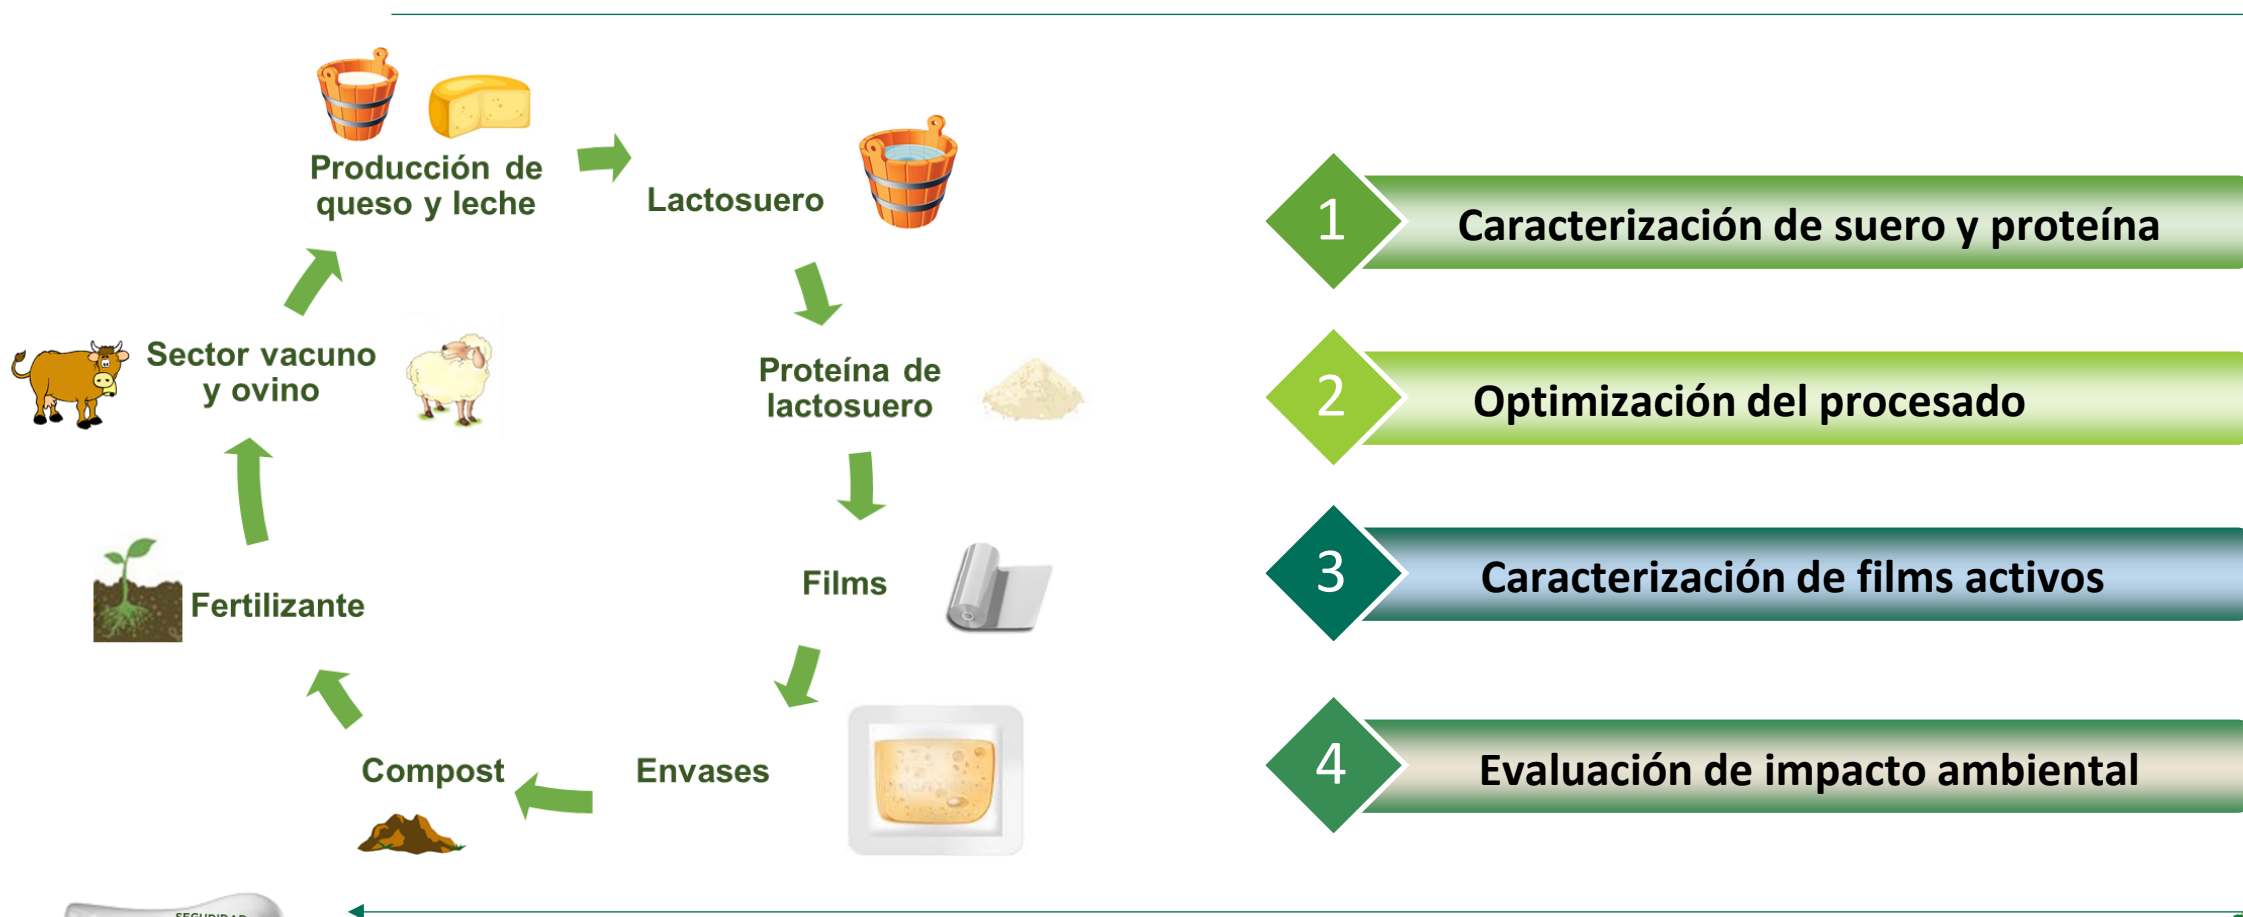 Producción de
queso y leche
Lactosuero
Sector vacuno
y ovino
Proteína de
lactosuero
Films
Fertilizante
Compost
Envases
1
Caracterización de suero y proteína
2
Optimización del procesado
3
Caracterización de films activos
4
Evaluación de impacto ambiental
SEGURIDAD